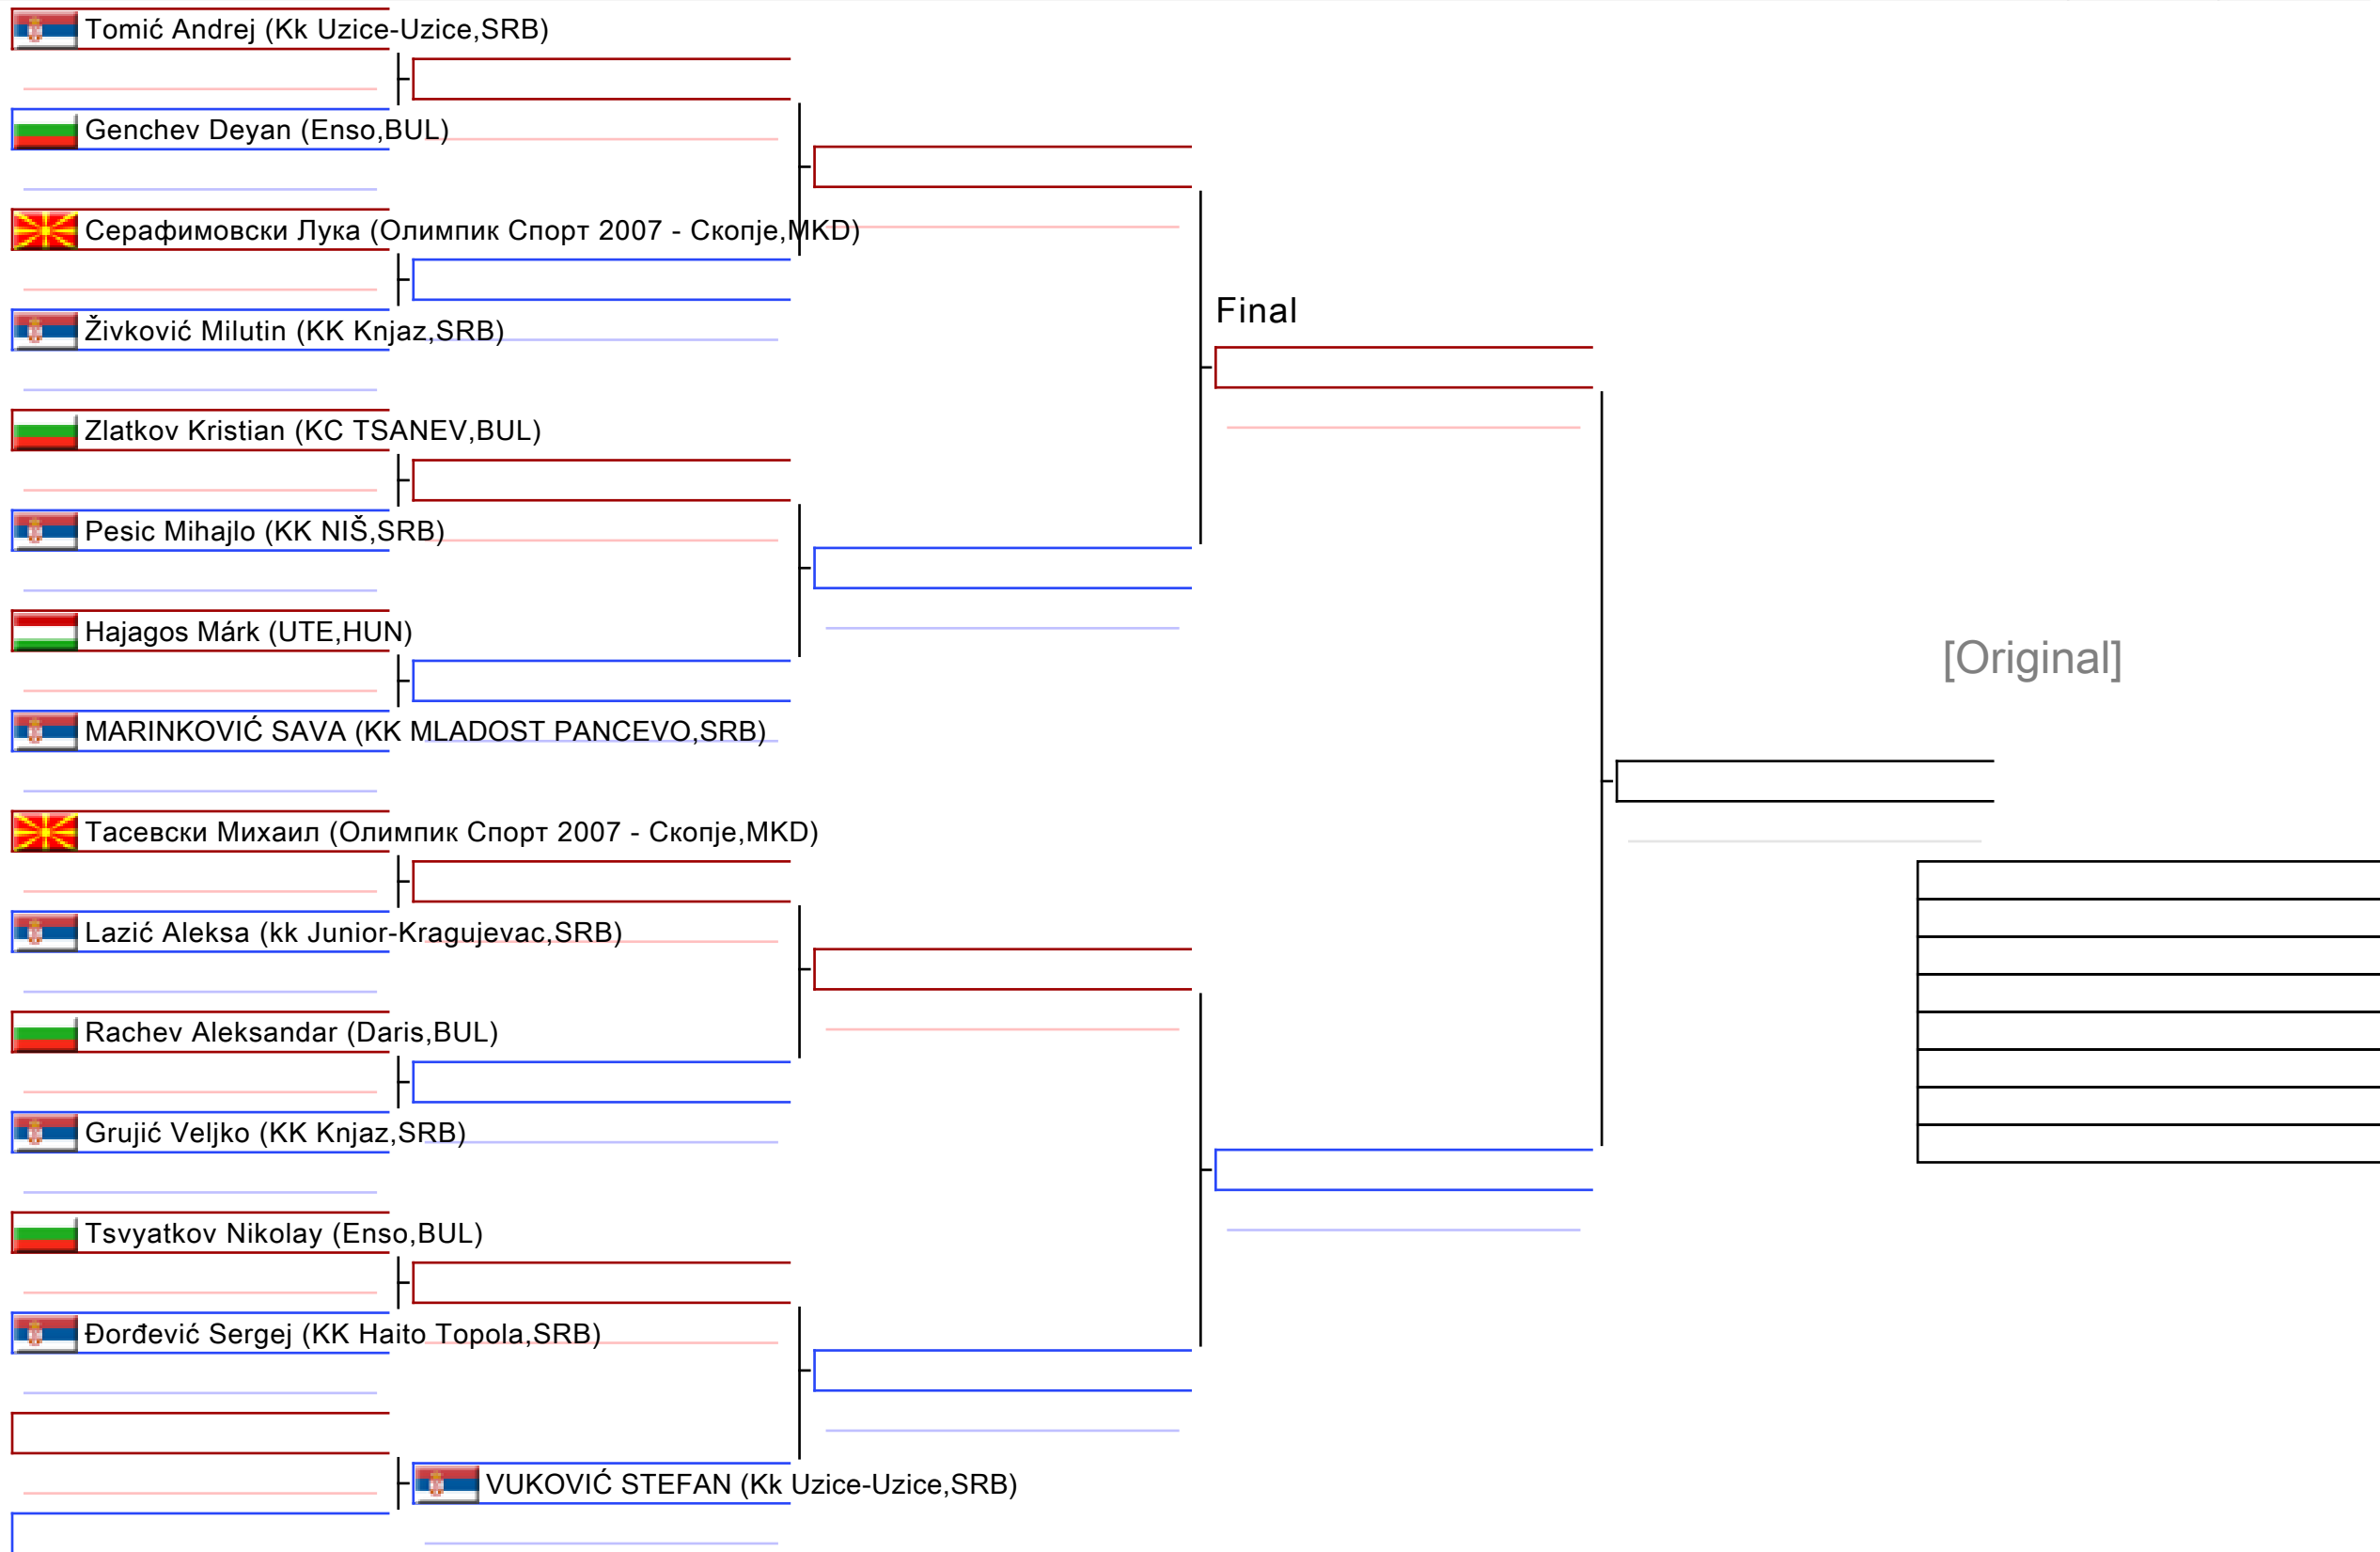 Tomić Andrej (Kk Uzice-Uzice,SRB)
Genchev Deyan (Enso,BUL)
Серафимовски Лука (Олимпик Спорт 2007 - Скопје,MKD)
Živković Milutin (KK Knjaz,SRB)
Zlatkov Kristian (KC TSANEV,BUL)
Pesic Mihajlo (KK NIŠ,SRB)
Hajagos Márk (UTE,HUN)
MARINKOVIĆ SAVA (KK MLADOST PANCEVO,SRB)
Тасевски Михаил (Олимпик Спорт 2007 - Скопје,MKD)
Lazić Aleksa (kk Junior-Kragujevac,SRB)
Rachev Aleksandar (Daris,BUL)
Grujić Veljko (KK Knjaz,SRB)
Tsvyatkov Nikolay (Enso,BUL)
Đorđević Sergej (KK Haito Topola,SRB)
VUKOVIĆ STEFAN (Kk Uzice-Uzice,SRB)
Final
[Original]